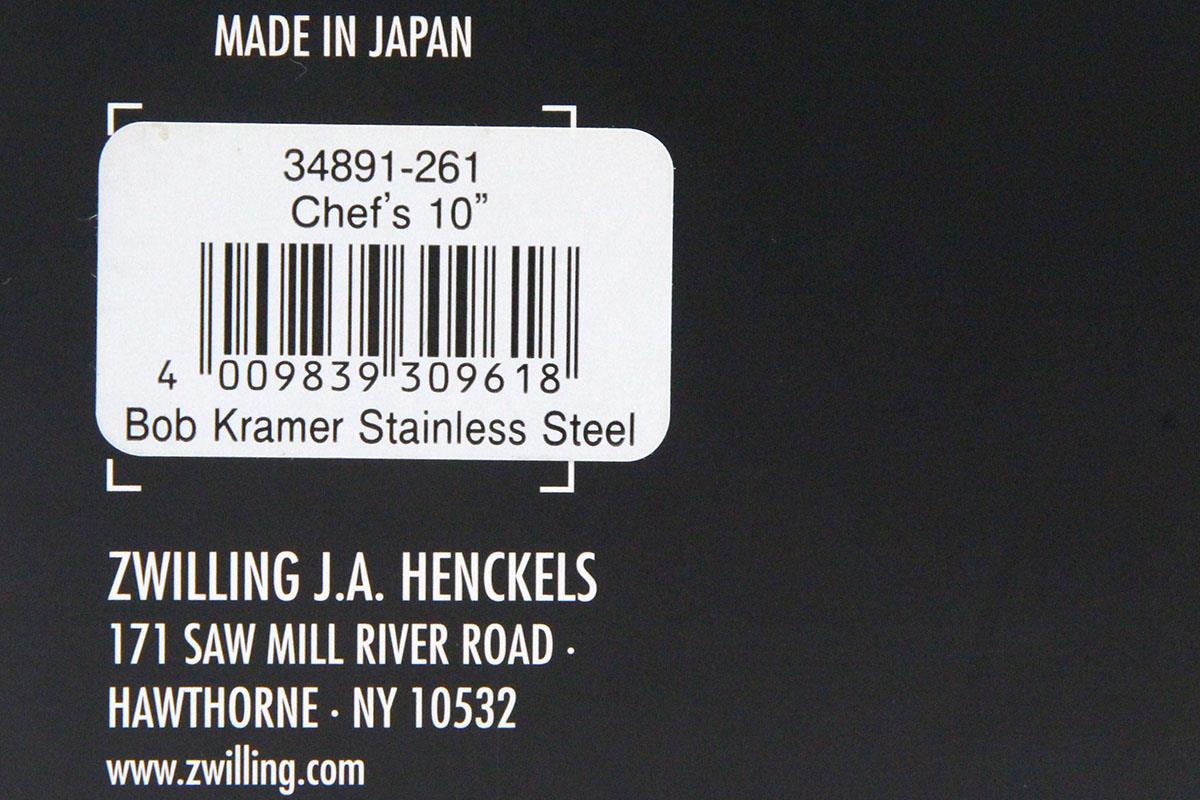 MADE IN JAPAN
34891-261
Chef's 10”
4 009839 309618
Bob Kramer Stainless Steel
ZWILLING J.A. HENCKELS
171 SAW MILL RIVER ROAD ·
HAWTHORNE · NY 10532
www.zwilling.com